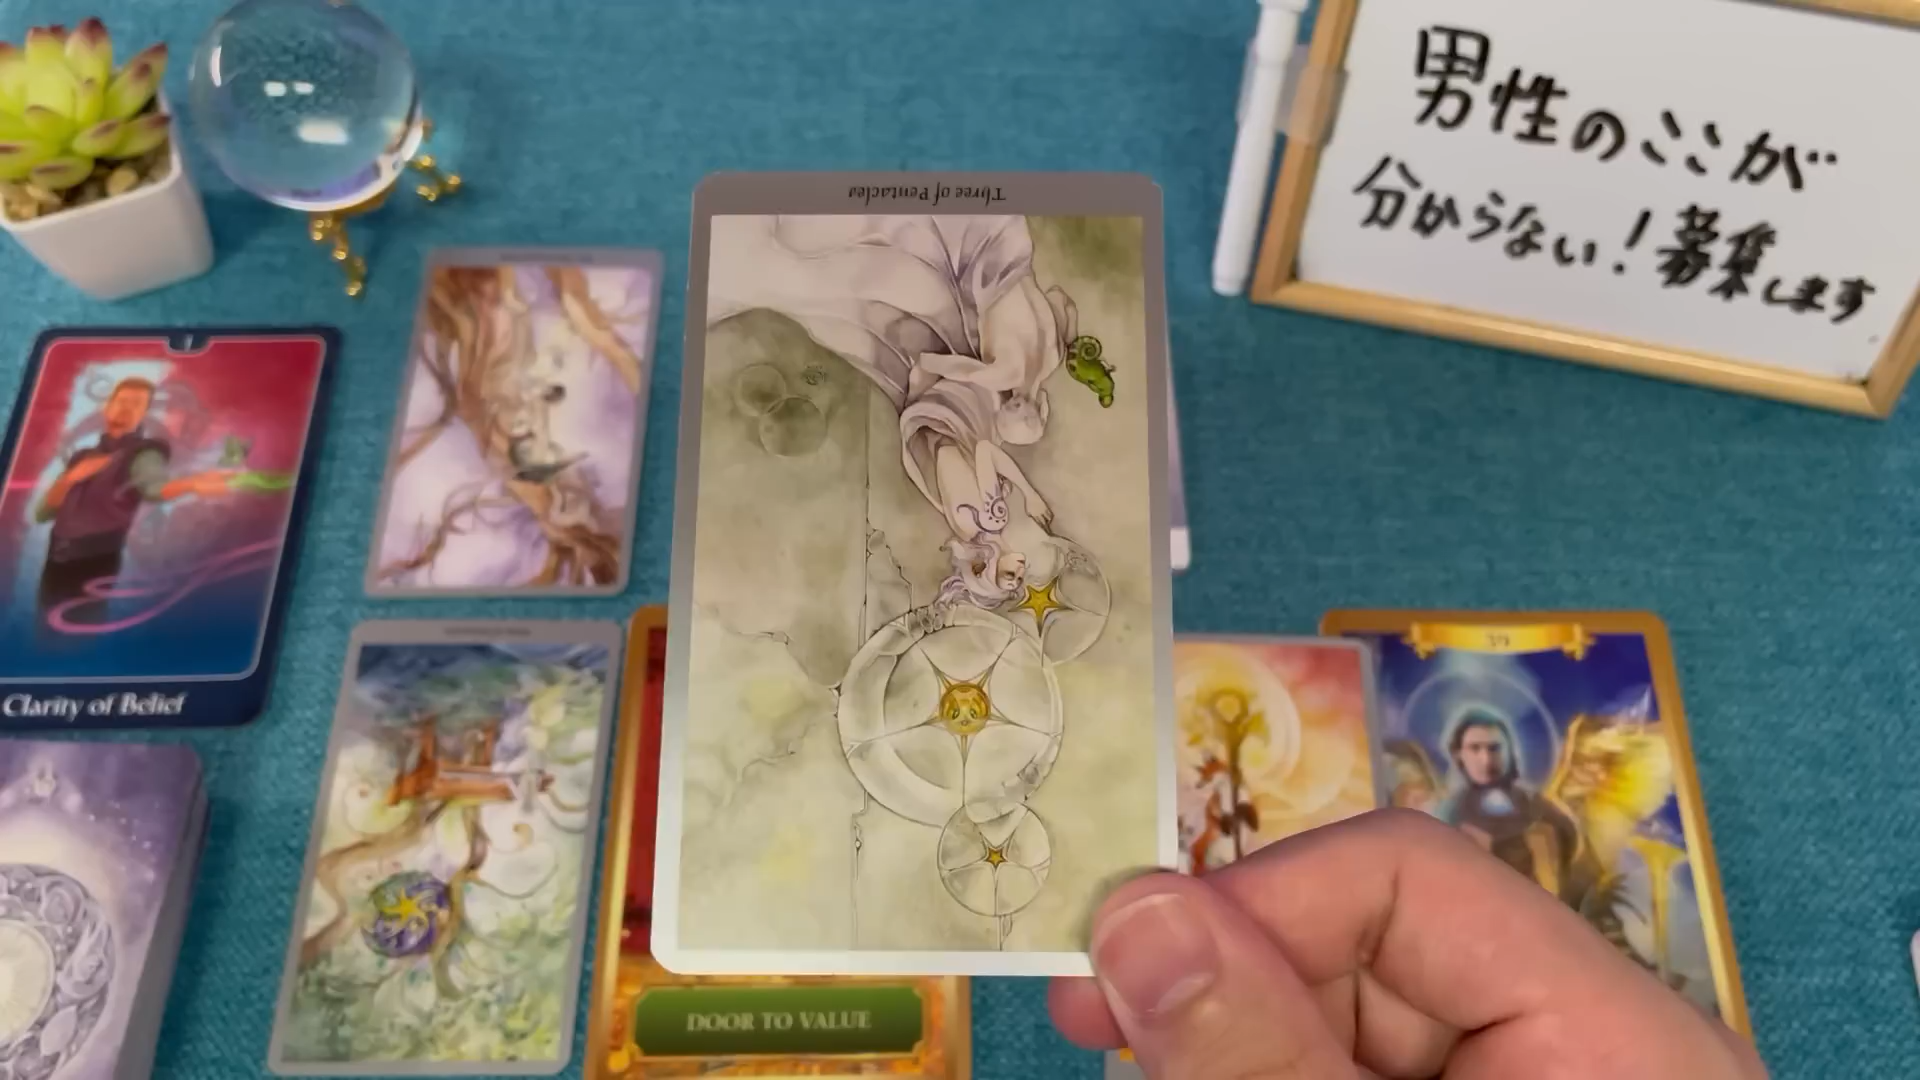 男性のここが
分からない！募集します
Three of Pentacles
Clarity of Belief
39
DOOR TO VALUE